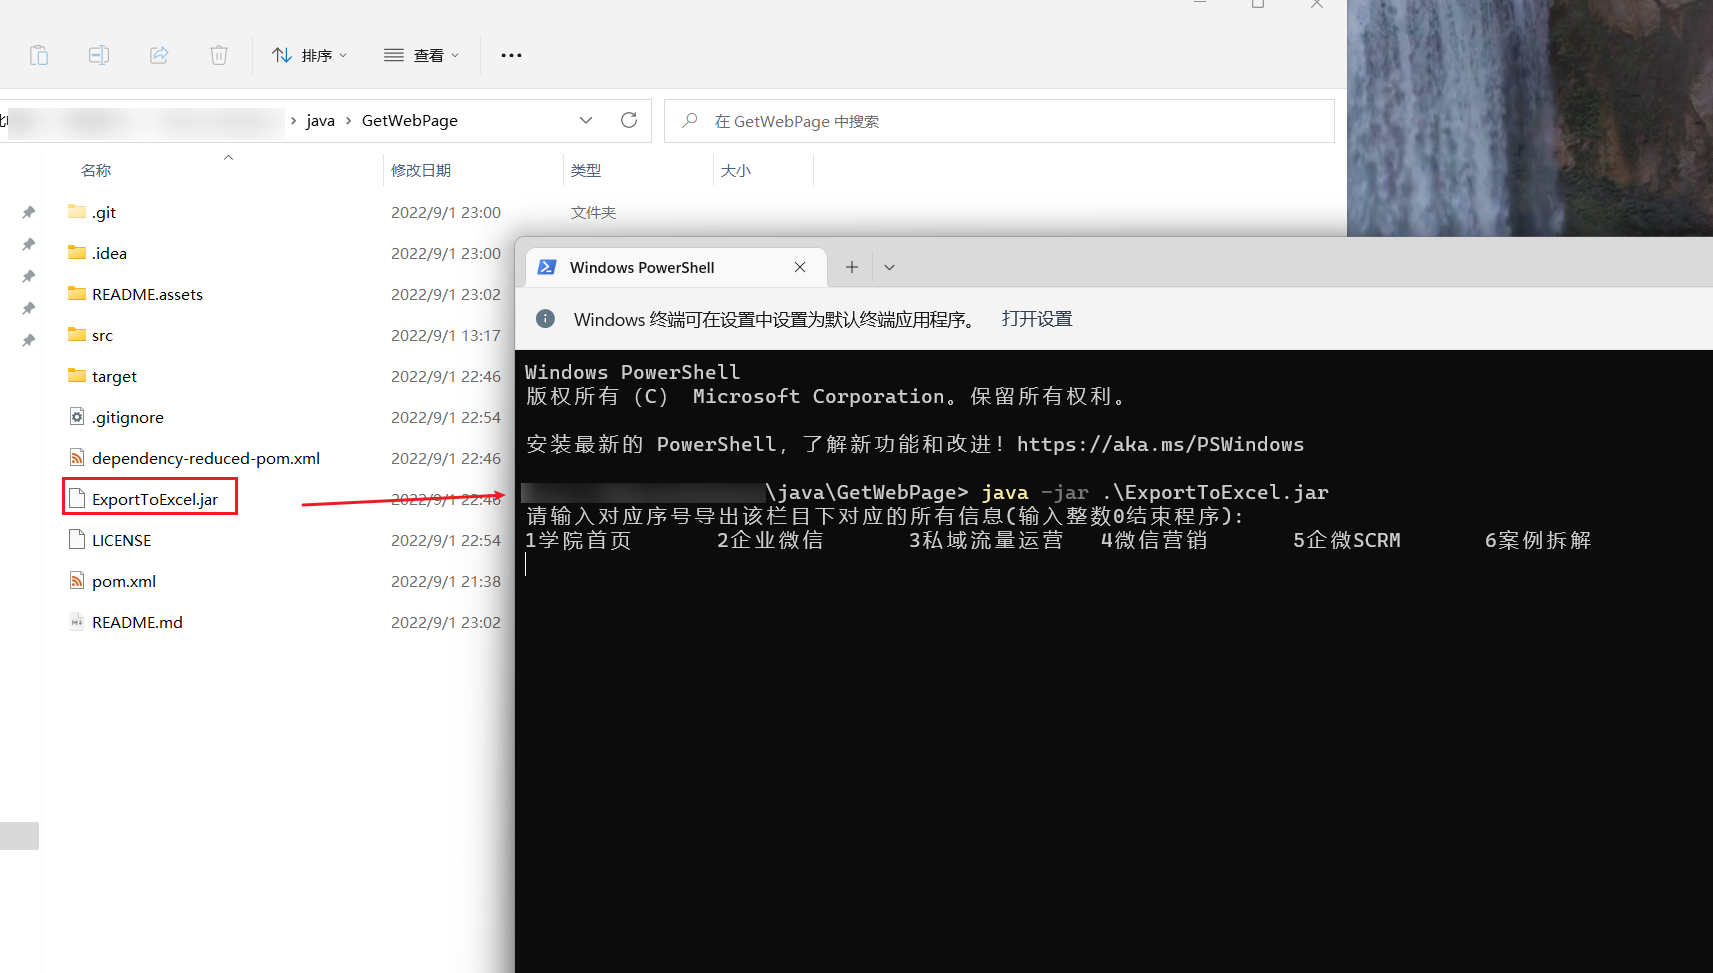 排序
查看
java
GetWebPage
在 GetWebPage 中搜索
名称
修改日期
类型
大小
.git
2022/9/1 23:00
文件夹
.idea
2022/9/1 23:00
README.assets
2022/9/1 23:02
src
2022/9/1 13:17
target
2022/9/1 22:46
.gitignore
2022/9/1 22:54
dependency-reduced-pom.xml
2022/9/1 22:46
ExportToExcel.jar
2022/9/1 22:46
LICENSE
2022/9/1 22:54
pom.xml
2022/9/1 21:38
README.md
2022/9/1 23:02
Windows PowerShell
Windows 终端可在设置中设置为默认终端应用程序。 打开设置
Windows PowerShell
版权所有 (C) Microsoft Corporation。保留所有权利。
安装最新的 PowerShell，了解新功能和改进！https://aka.ms/PSWindows
\java\GetWebPage> java -jar .\ExportToExcel.jar
请输入对应序号导出该栏目下对应的所有信息(输入整数0结束程序):
1学院首页 2企业微信 3私域流量运营 4微信营销 5企微SCRM 6案例拆解